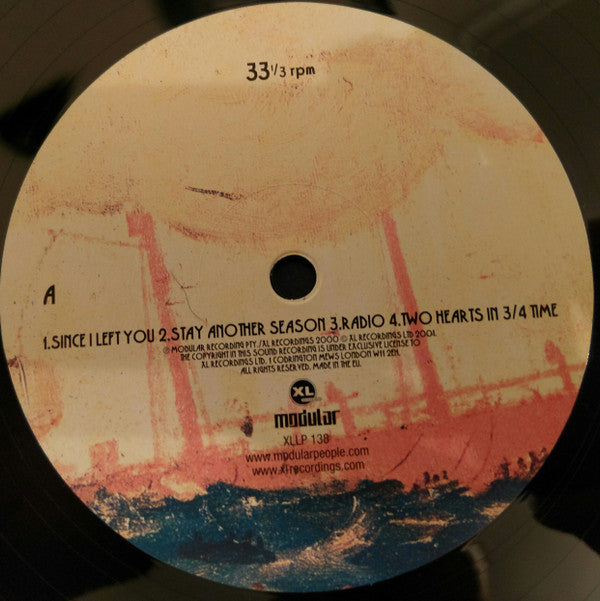 33 1/3 rpm
A
1.SINCE I LEFT YOU 2.STAY ANOTHER SEASON 3.RADIO 4.TWO HEARTS IN 3/4 TIME
℗ MODULAR RECORDING PTY./XL RECORDINGS 2000 © XL RECORDINGS LTD 2001.
THE COPYRIGHT IN THIS SOUND RECORDING IS UNDER EXCLUSIVE LICENSE TO
XL RECORDINGS LTD. 1 CODRINGTON MEWS LONDON W11 2EH.
ALL RIGHTS RESERVED. MADE IN THE EU.
XL
modular
XLLP 138
www.modularpeople.com
www.xlrecordings.com